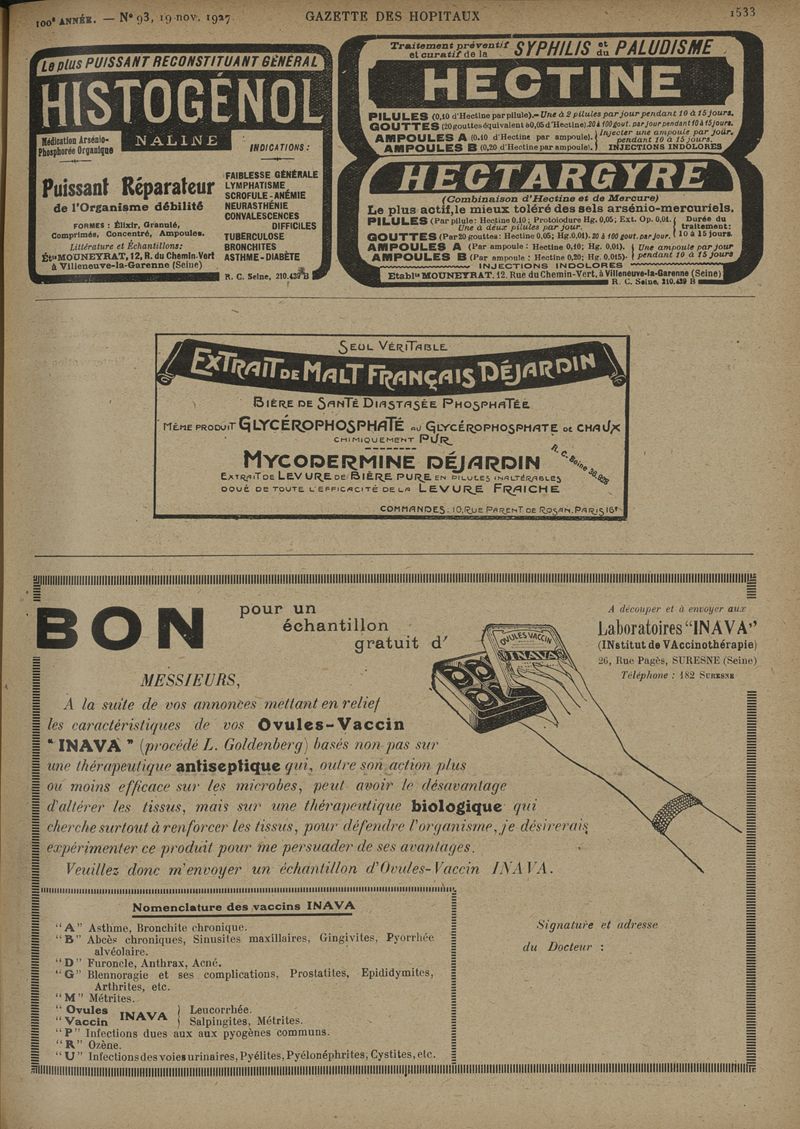 100e ANNÉE. — N° 93, 19 nov. 1927
GAZETTE DES HOPITAUX
1533
Le plus PUISSANT RECONSTITUANT GÉNÉRAL
HISTOGÉNOL
NALINE
Médication Arsénio-
Phosphorée Organique
Puissant Réparateur
de l'Organisme débilité
FORMES : Élixir, Granulé,
Comprimés, Concentré, Ampoules.
Littérature et Échantillons:
Éts MOUNEYRAT, 12, R. du Chemin-Vert
à Villeneuve-la-Garenne (Seine)
INDICATIONS :
FAIBLESSE GÉNÉRALE
LYMPHATISME
SCROFULE - ANÉMIE
NEURASTHÉNIE
CONVALESCENCES
DIFFICILES
TUBERCULOSE
BRONCHITES
ASTHME - DIABÈTE
R. C. Seine, 210.439 B
Traitement préventif et curatif de la SYPHILIS et du PALUDISME
HECTINE
PILULES (0,10 d'Hectine par pilule).- Une à 2 pilules par jour pendant 10 à 15 jours.
GOUTTES (20 gouttes équivalent à 0,05 d'Hectine) 20 à 100 gout. par jour pendant 10 à 15 jours.
AMPOULES A (0,10 d'Hectine par ampoule). } Injecter une ampoule par jour,
pendant 10 à 15 jours.
AMPOULES B (0,20 d'Hectine par ampoule). } INJECTIONS INDOLORES
HECTARGYRE
(Combinaison d'Hectine et de Mercure)
Le plus actif, le mieux toléré des sels arsénio-mercuriels.
PILULES (Par pilule: Hectine 0,10; Protoiodure Hg. 0,05; Ext. Op. 0,01.
Une à deux pilules par jour.
GOUTTES (Par 20 gouttes: Hectine 0,05; Hg. 0,01). 20 à 100 gout. par jour.
Durée du
traitement:
10 à 15 jours.
AMPOULES A (Par ampoule : Hectine 0,10; Hg. 0,01). { Une ampoule par jour
AMPOULES B (Par ampoule : Hectine 0,20; Hg. 0,015). { pendant 10 à 15 jours
INJECTIONS INDOLORES
Etablts MOUNEYRAT, 12, Rue du Chemin-Vert, à Villeneuve-la-Garenne (Seine)
R. C. Seine, 210.439 B
SEUL VÉRITABLE
EXTRAIT DE MALT FRANÇAIS DÉJARDIN
BIÈRE DE SANTÉ DIASTASÉE PHOSPHATÉE
MÊME PRODUIT GLYCÉROPHOSPHATÉ AU GLYCÉROPHOSPHATE DE CHAUX
CHIMIQUEMENT PUR
MYCODERMINE DÉJARDIN
R. C. Seine 38.928
EXTRAIT DE LEVURE DE BIÈRE PURE EN PILULES INALTÉRABLES
DOUÉ DE TOUTE L'EFFICACITÉ DE LA LEVURE FRAICHE
COMMANDES : 10, RUE PARENT DE ROSAN, PARIS 16e
BON
pour un
échantillon
gratuit d'
OVULES VACCIN
INAVA
A découper et à envoyer aux
Laboratoires "INAVA"
(INstitut de VAccinothérapie)
26, Rue Pagès, SURESNE (Seine)
Téléphone : 482 SURESNE
MESSIEURS,
A la suite de vos annonces mettant en relief
les caractéristiques de vos Ovules-Vaccin
" INAVA " (procédé L. Goldenberg) basés non pas sur
une thérapeutique antiseptique qui, outre son action plus
ou moins efficace sur les microbes, peut avoir le désavantage
d'altérer les tissus, mais sur une thérapeutique biologique qui
cherche surtout à renforcer les tissus, pour défendre l'organisme, je désirerais
expérimenter ce produit pour me persuader de ses avantages.
Veuillez donc m'envoyer un échantillon d'Ovules-Vaccin INAVA.
Nomenclature des vaccins INAVA
"A" Asthme, Bronchite chronique.
"B" Abcès chroniques, Sinusites maxillaires, Gingivites, Pyorrhée
alvéolaire.
"D" Furoncle, Anthrax, Acné.
"G" Blennoragie et ses complications, Prostatites, Epididymites,
Arthrites, etc.
"M" Métrites.
" Ovules INAVA } Leucorrhée.
" Vaccin } Salpingites, Métrites.
"P" Infections dues aux aux pyogènes communs.
"R" Ozène.
"U" Infections des voies urinaires, Pyélites, Pyélonéphrites, Cystites, etc.
Signature et adresse
du Docteur :